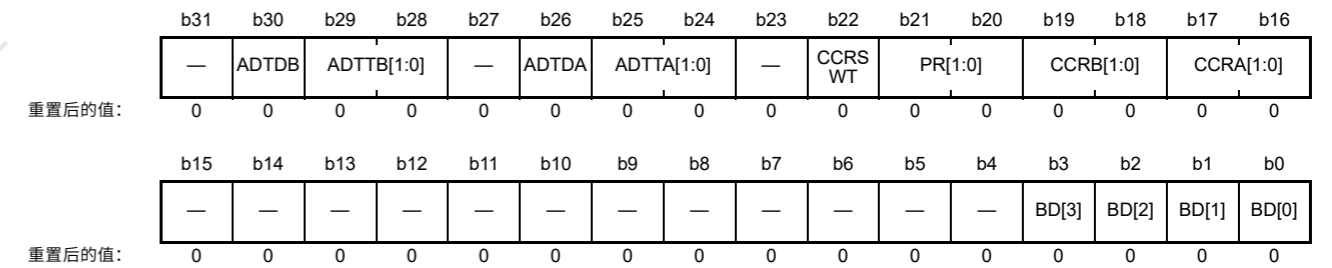 b31 b30 b29 b28 b27 b26 b25 b24 b23 b22 b21 b20 b19 b18 b17 b16
— ADTDB ADTTB[1:0] — ADTDA ADTTA[1:0] — CCRS WT PR[1:0] CCRB[1:0] CCRA[1:0]
重置后的值： 0 0 0 0 0 0 0 0 0 0 0 0 0 0 0 0
b15 b14 b13 b12 b11 b10 b9 b8 b7 b6 b5 b4 b3 b2 b1 b0
— — — — — — — — — — — — BD[3] BD[2] BD[1] BD[0]
重置后的值： 0 0 0 0 0 0 0 0 0 0 0 0 0 0 0 0